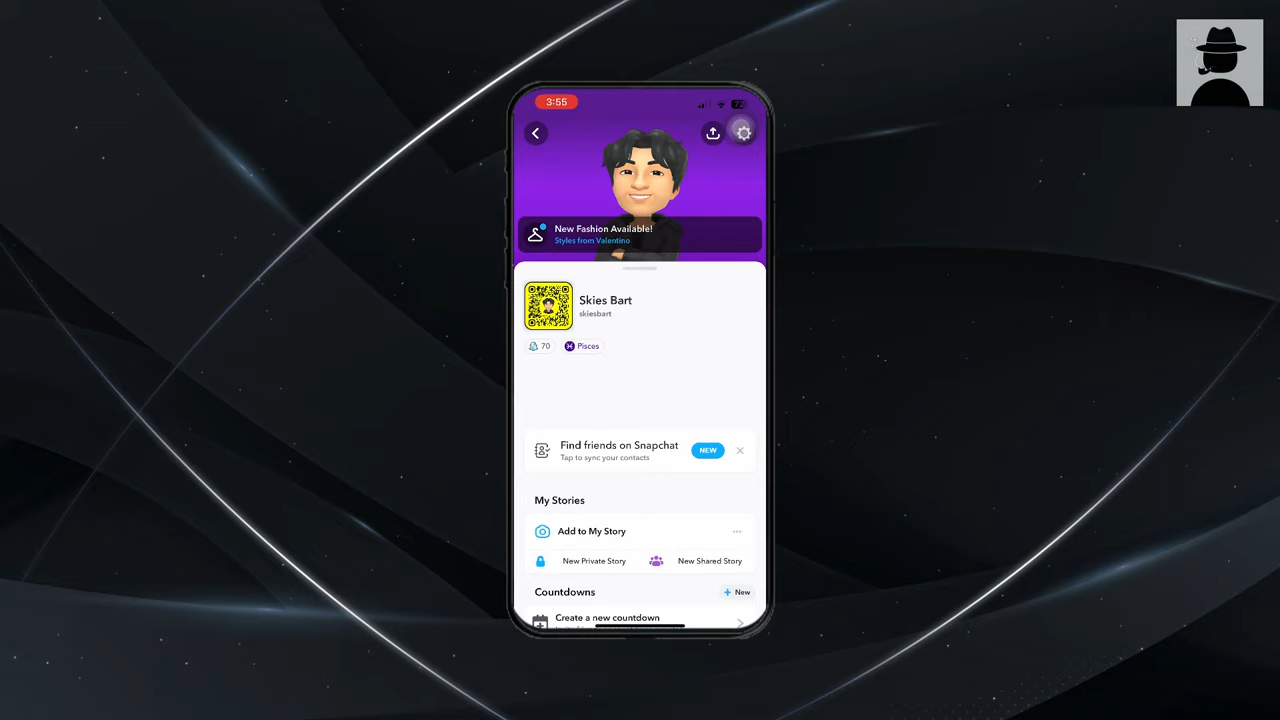 3:55
72
New Fashion Available!
Styles from Valentino
Skies Bart
skiesbart
70
Pisces
Find friends on Snapchat
Tap to sync your contacts
NEW
My Stories
Add to My Story
New Private Story
New Shared Story
Countdowns
+ New
Create a new countdown